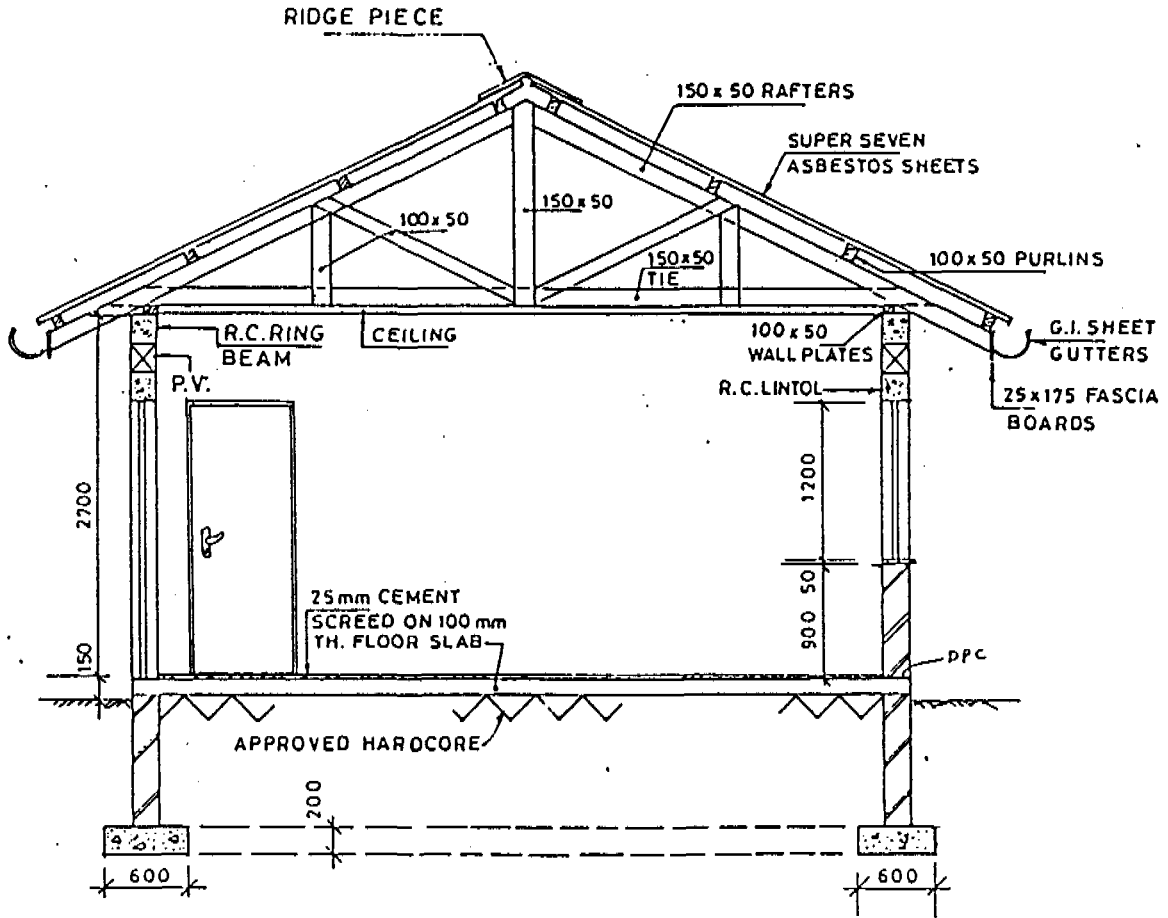 RIDGE PIECE
150 x 50 RAFTERS
SUPER SEVEN
ASBESTOS SHEETS
100 x 50
150 x 50
150 x 50
TIE
100 x 50 PURLINS
R.C. RING
BEAM
CEILING
100 x 50
WALL PLATES
G.I. SHEET
GUTTERS
P.V.
R.C. LINTOL
25 x 175 FASCIA
BOARDS
2700
1200
25 mm CEMENT
SCREED ON 100 mm
TH. FLOOR SLAB
900 50
150
DPC
APPROVED HARDCORE
200
600
600